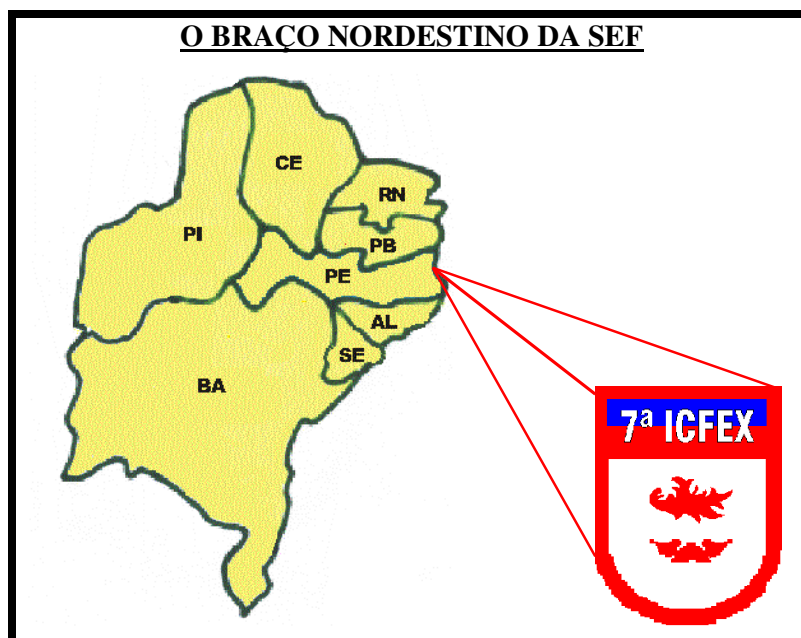 O BRAÇO NORDESTINO DA SEF
CE
RN
PI
PB
PE
AL
SE
BA
7ª ICFEX